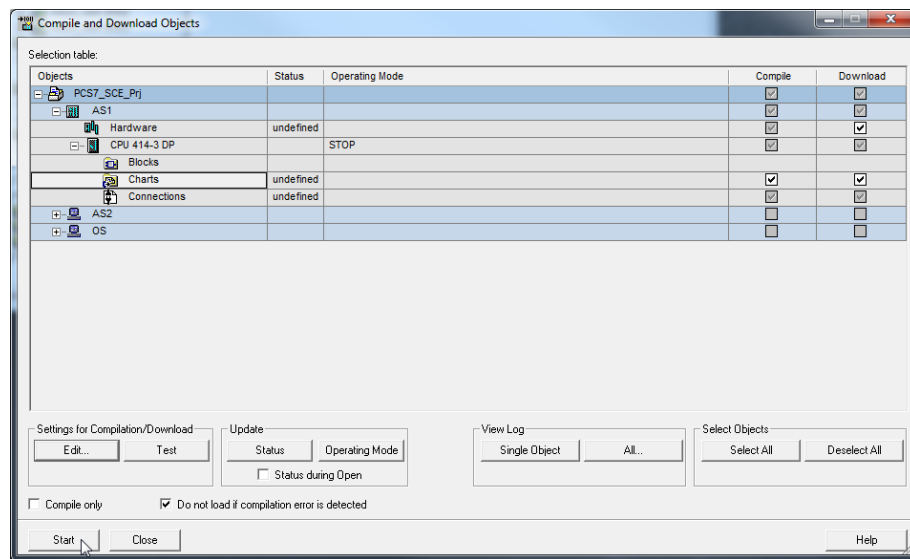 Compile and Download Objects
Selection table:
Objects Status Operating Mode Compile Download
PCS7_SCE_Prj
AS1
Hardware undefined
CPU 414-3 DP STOP
Blocks
Charts undefined
Connections undefined
AS2
OS
Settings for Compilation/Download Update View Log Select Objects
Edit... Test Status Operating Mode Single Object All... Select All Deselect All
Status during Open
Compile only Do not load if compilation error is detected
Start Close Help